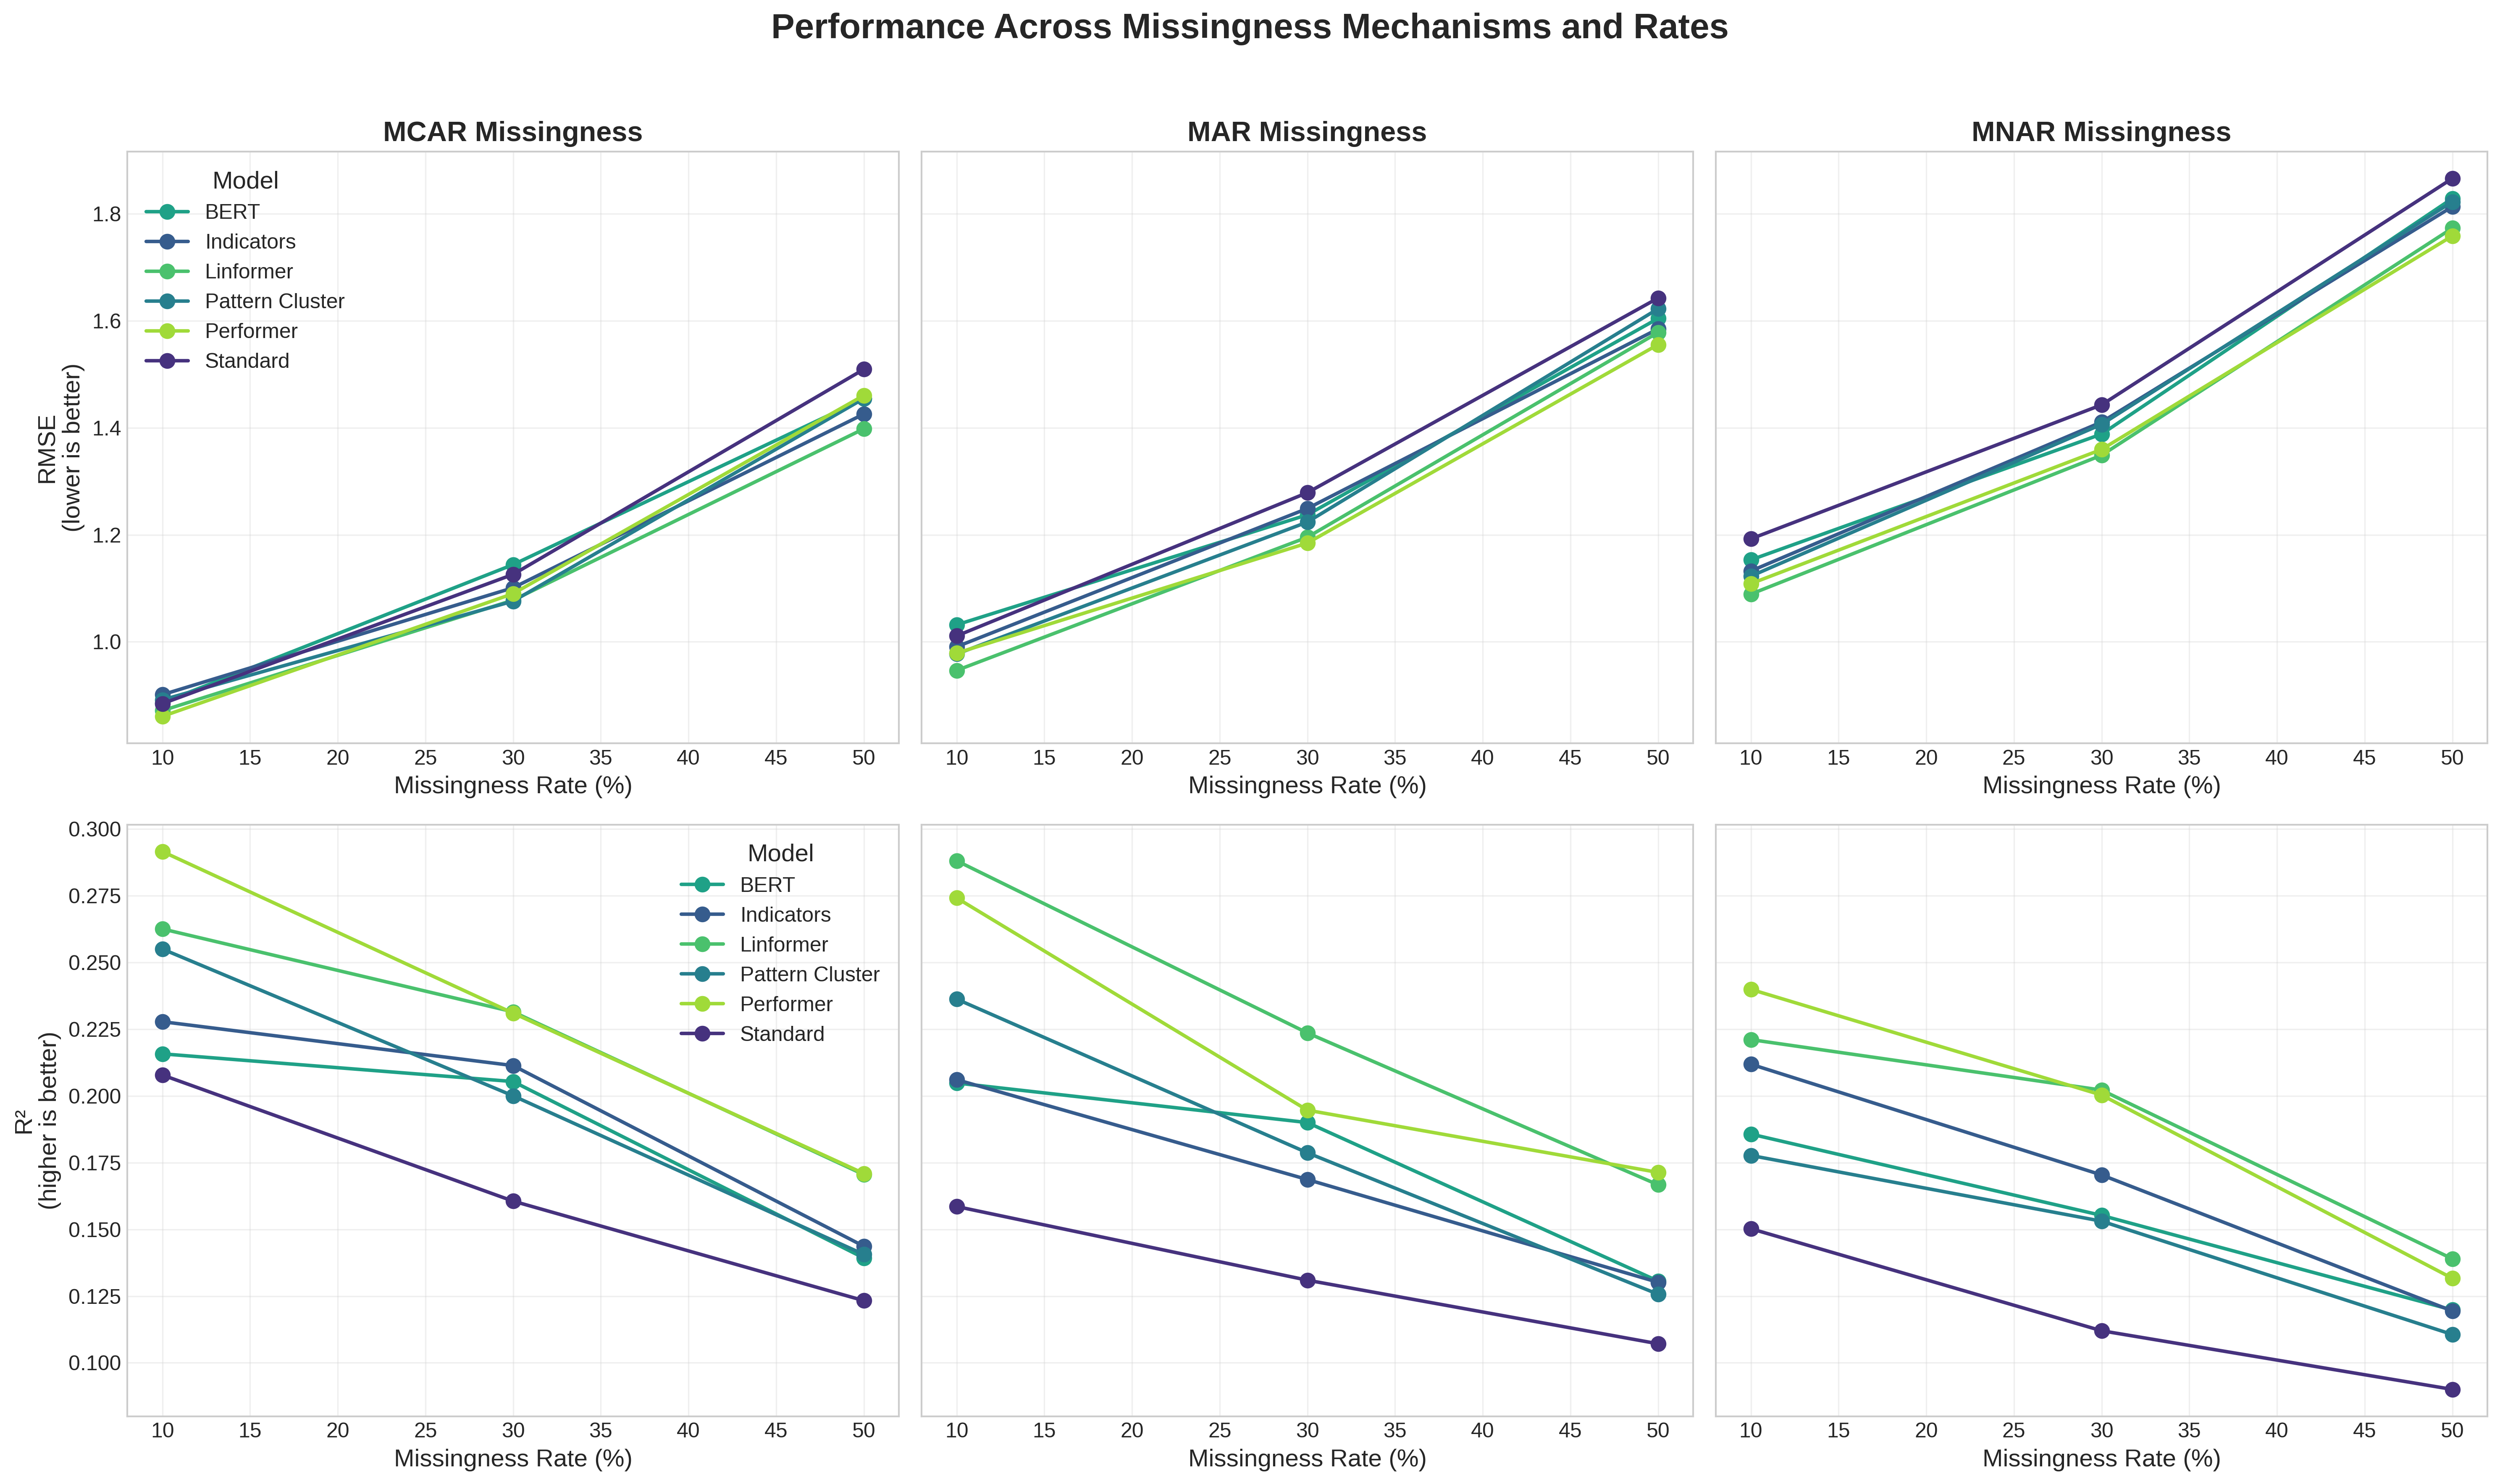 Performance Across Missingness Mechanisms and Rates
MCAR Missingness
MAR Missingness
MNAR Missingness
RMSE
(lower is better)
1.8
1.6
1.4
1.2
1.0
Model
BERT
Indicators
Linformer
Pattern Cluster
Performer
Standard
10 15 20 25 30 35 40 45 50
Missingness Rate (%)
10 15 20 25 30 35 40 45 50
Missingness Rate (%)
10 15 20 25 30 35 40 45 50
Missingness Rate (%)
R²
(higher is better)
0.300
0.275
0.250
0.225
0.200
0.175
0.150
0.125
0.100
Model
BERT
Indicators
Linformer
Pattern Cluster
Performer
Standard
10 15 20 25 30 35 40 45 50
Missingness Rate (%)
10 15 20 25 30 35 40 45 50
Missingness Rate (%)
10 15 20 25 30 35 40 45 50
Missingness Rate (%)